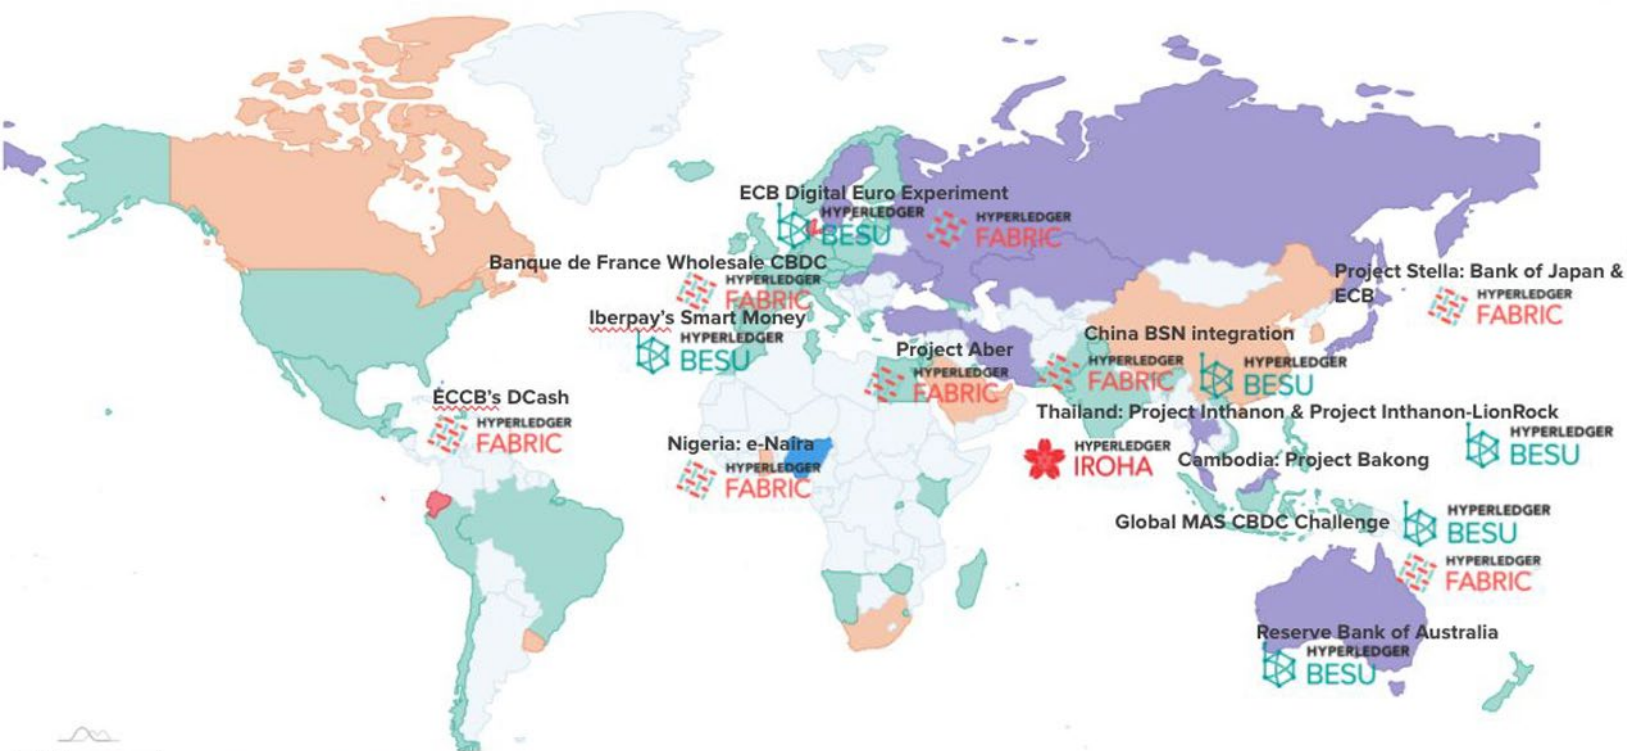 ECB Digital Euro Experiment
HYPERLEDGER
BESU
HYPERLEDGER
FABRIC
Banque de France Wholesale CBDC
HYPERLEDGER
FABRIC
Iberpay's Smart Money
HYPERLEDGER
BESU
Project Stella: Bank of Japan &
ECB
HYPERLEDGER
FABRIC
China BSN integration
HYPERLEDGER
FABRIC
HYPERLEDGER
BESU
Project Aber
HYPERLEDGER
FABRIC
ECCB's DCash
HYPERLEDGER
FABRIC
Thailand: Project Inthanon & Project Inthanon-LionRock
HYPERLEDGER
BESU
Nigeria: e-Naira
HYPERLEDGER
FABRIC
HYPERLEDGER
IROHA
Cambodia: Project Bakong
Global MAS CBDC Challenge
HYPERLEDGER
BESU
HYPERLEDGER
FABRIC
Reserve Bank of Australia
HYPERLEDGER
BESU